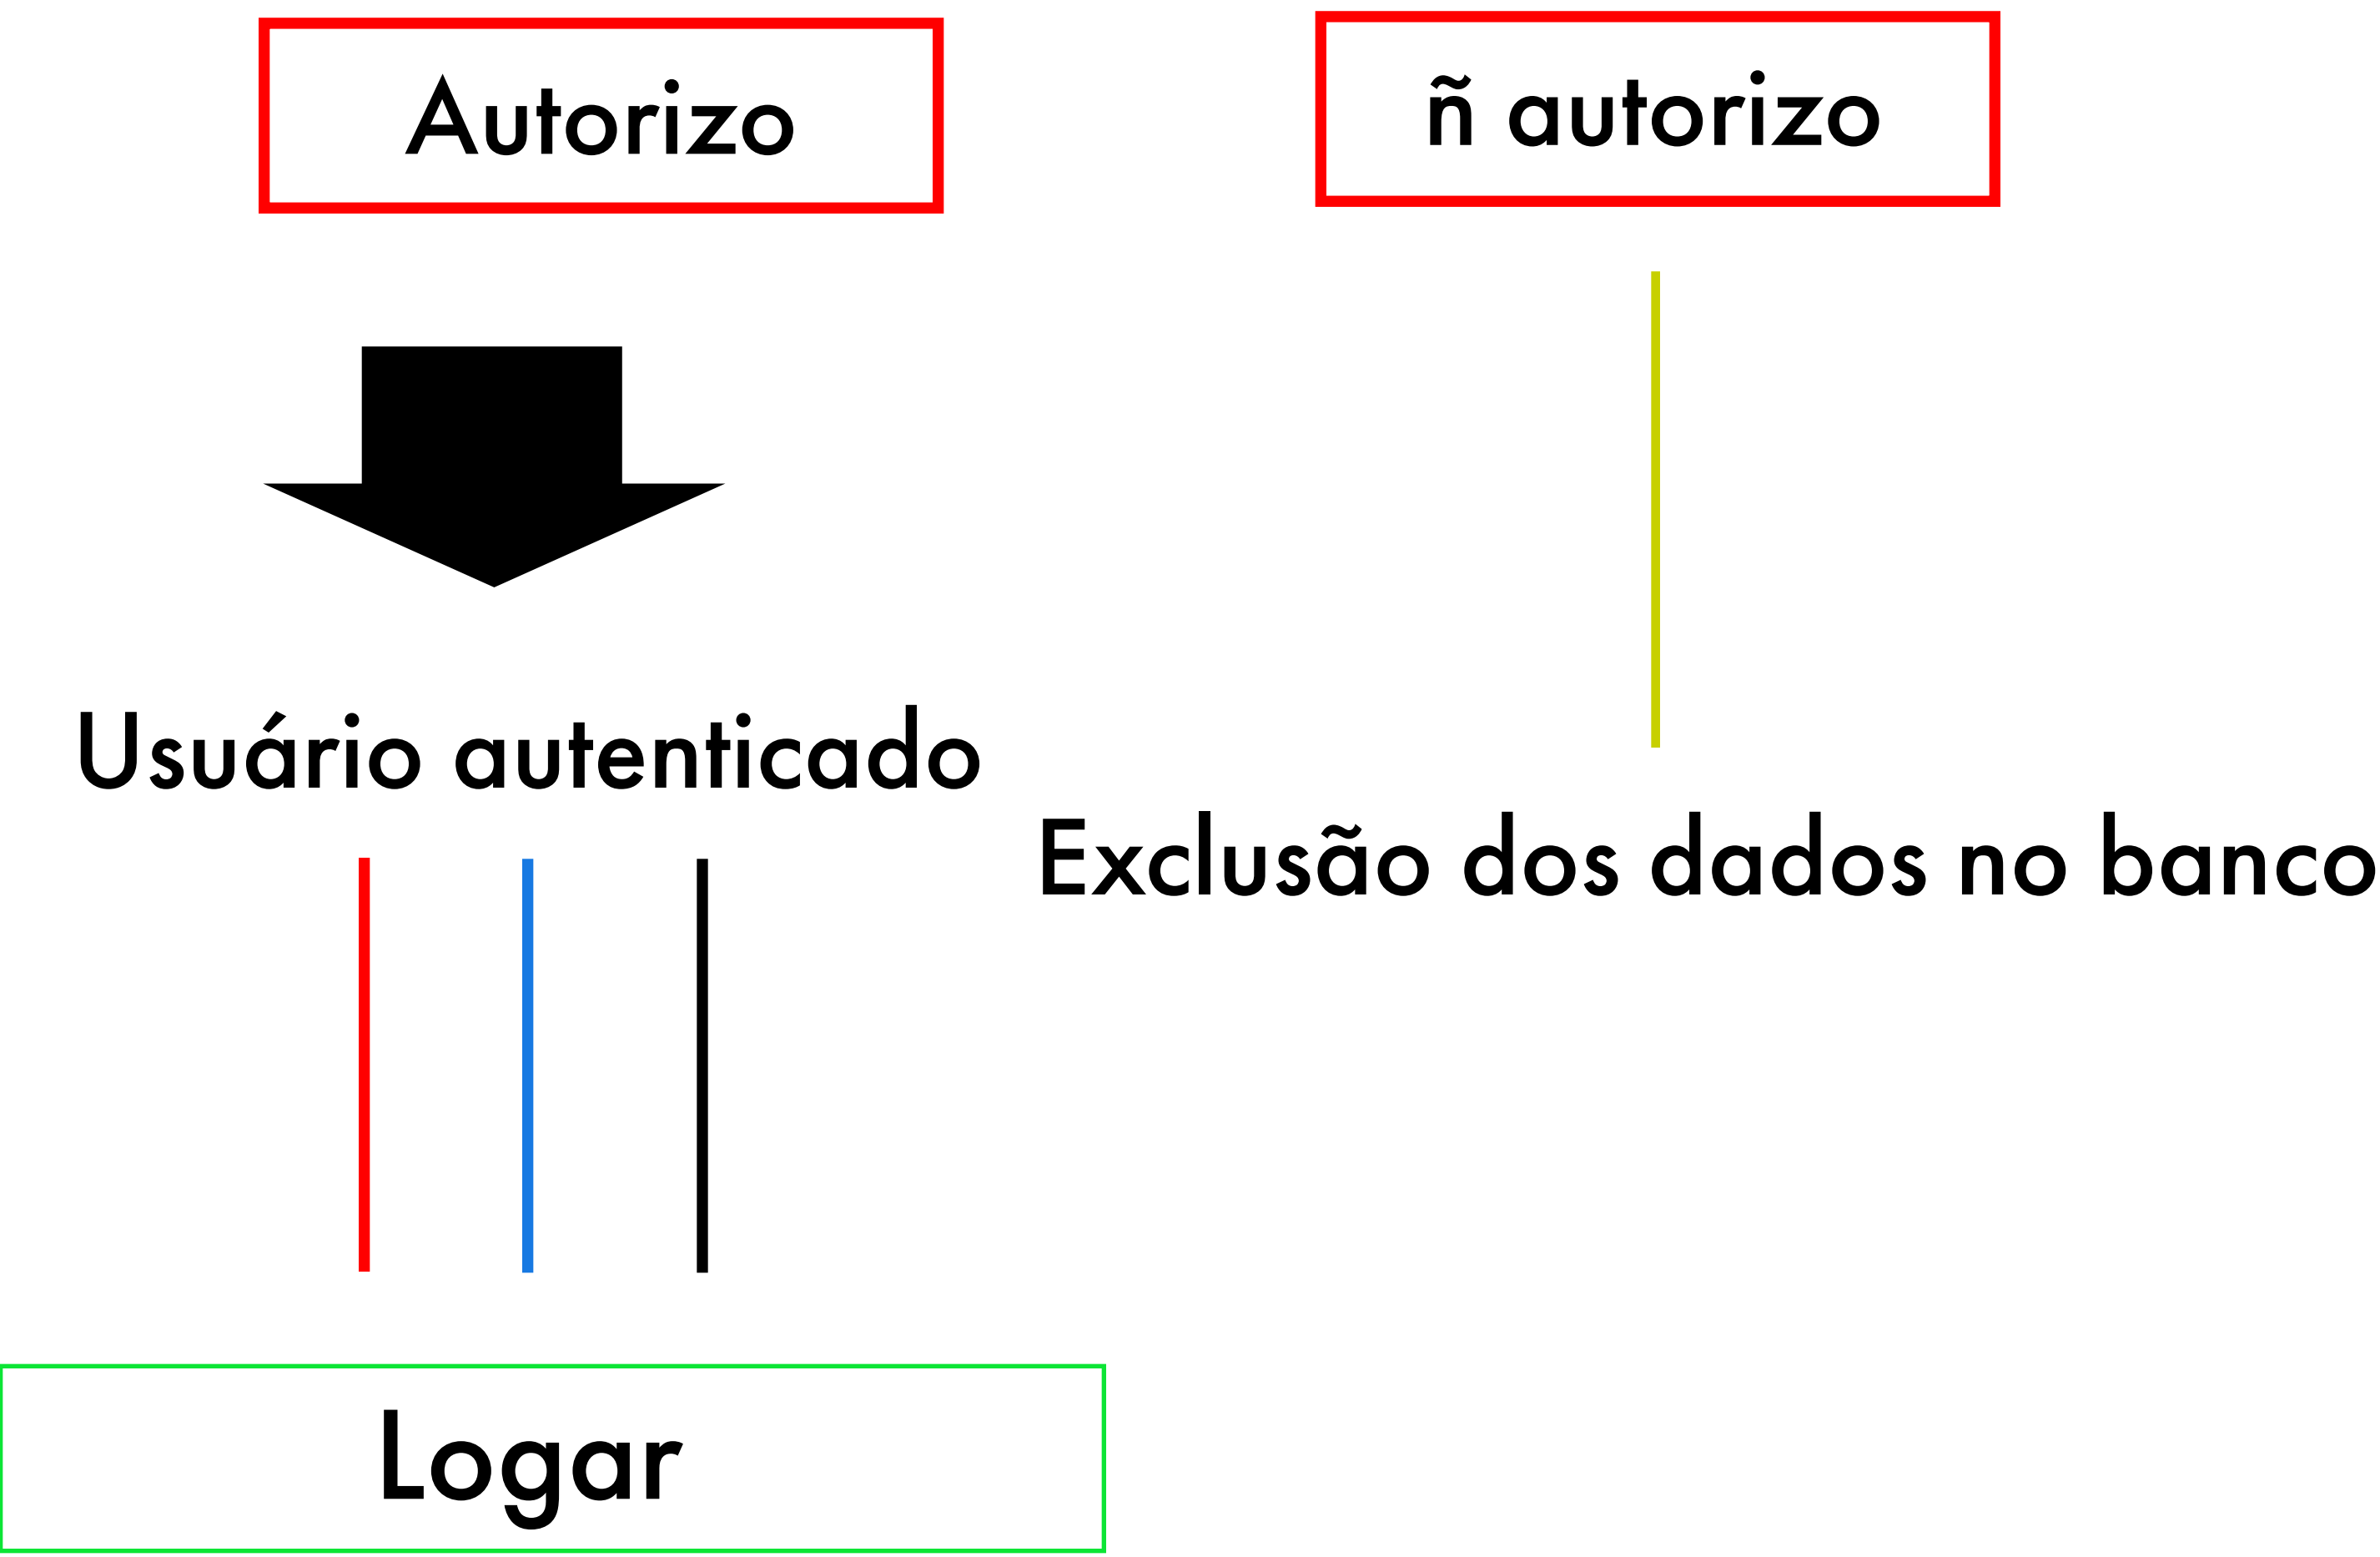 Autorizo
ñ autorizo
Usuário autenticado
Exclusão dos dados no banco
Logar